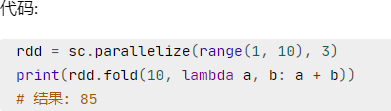 代码:
rdd = sc.parallelize(range(1, 10), 3)
print(rdd.fold(10, lambda a, b: a + b))
# 结果: 85